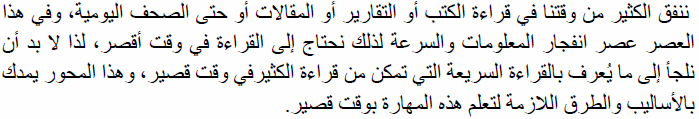 ننفق الكثير من وقتنا في قراءة الكتب أو التقارير أو المقالات أو حتى الصحف اليومية، وفي هذا
العصر عصر انفجار المعلومات والسرعة لذلك نحتاج إلى القراءة في وقت أقصر، لذا لا بد أن
نلجأ إلى ما يُعرف بالقراءة السريعة التي تمكن من قراءة الكثيرفي وقت قصير، وهذا المحور يمدك
بالأساليب والطرق اللازمة لتعلم هذه المهارة بوقت قصير.